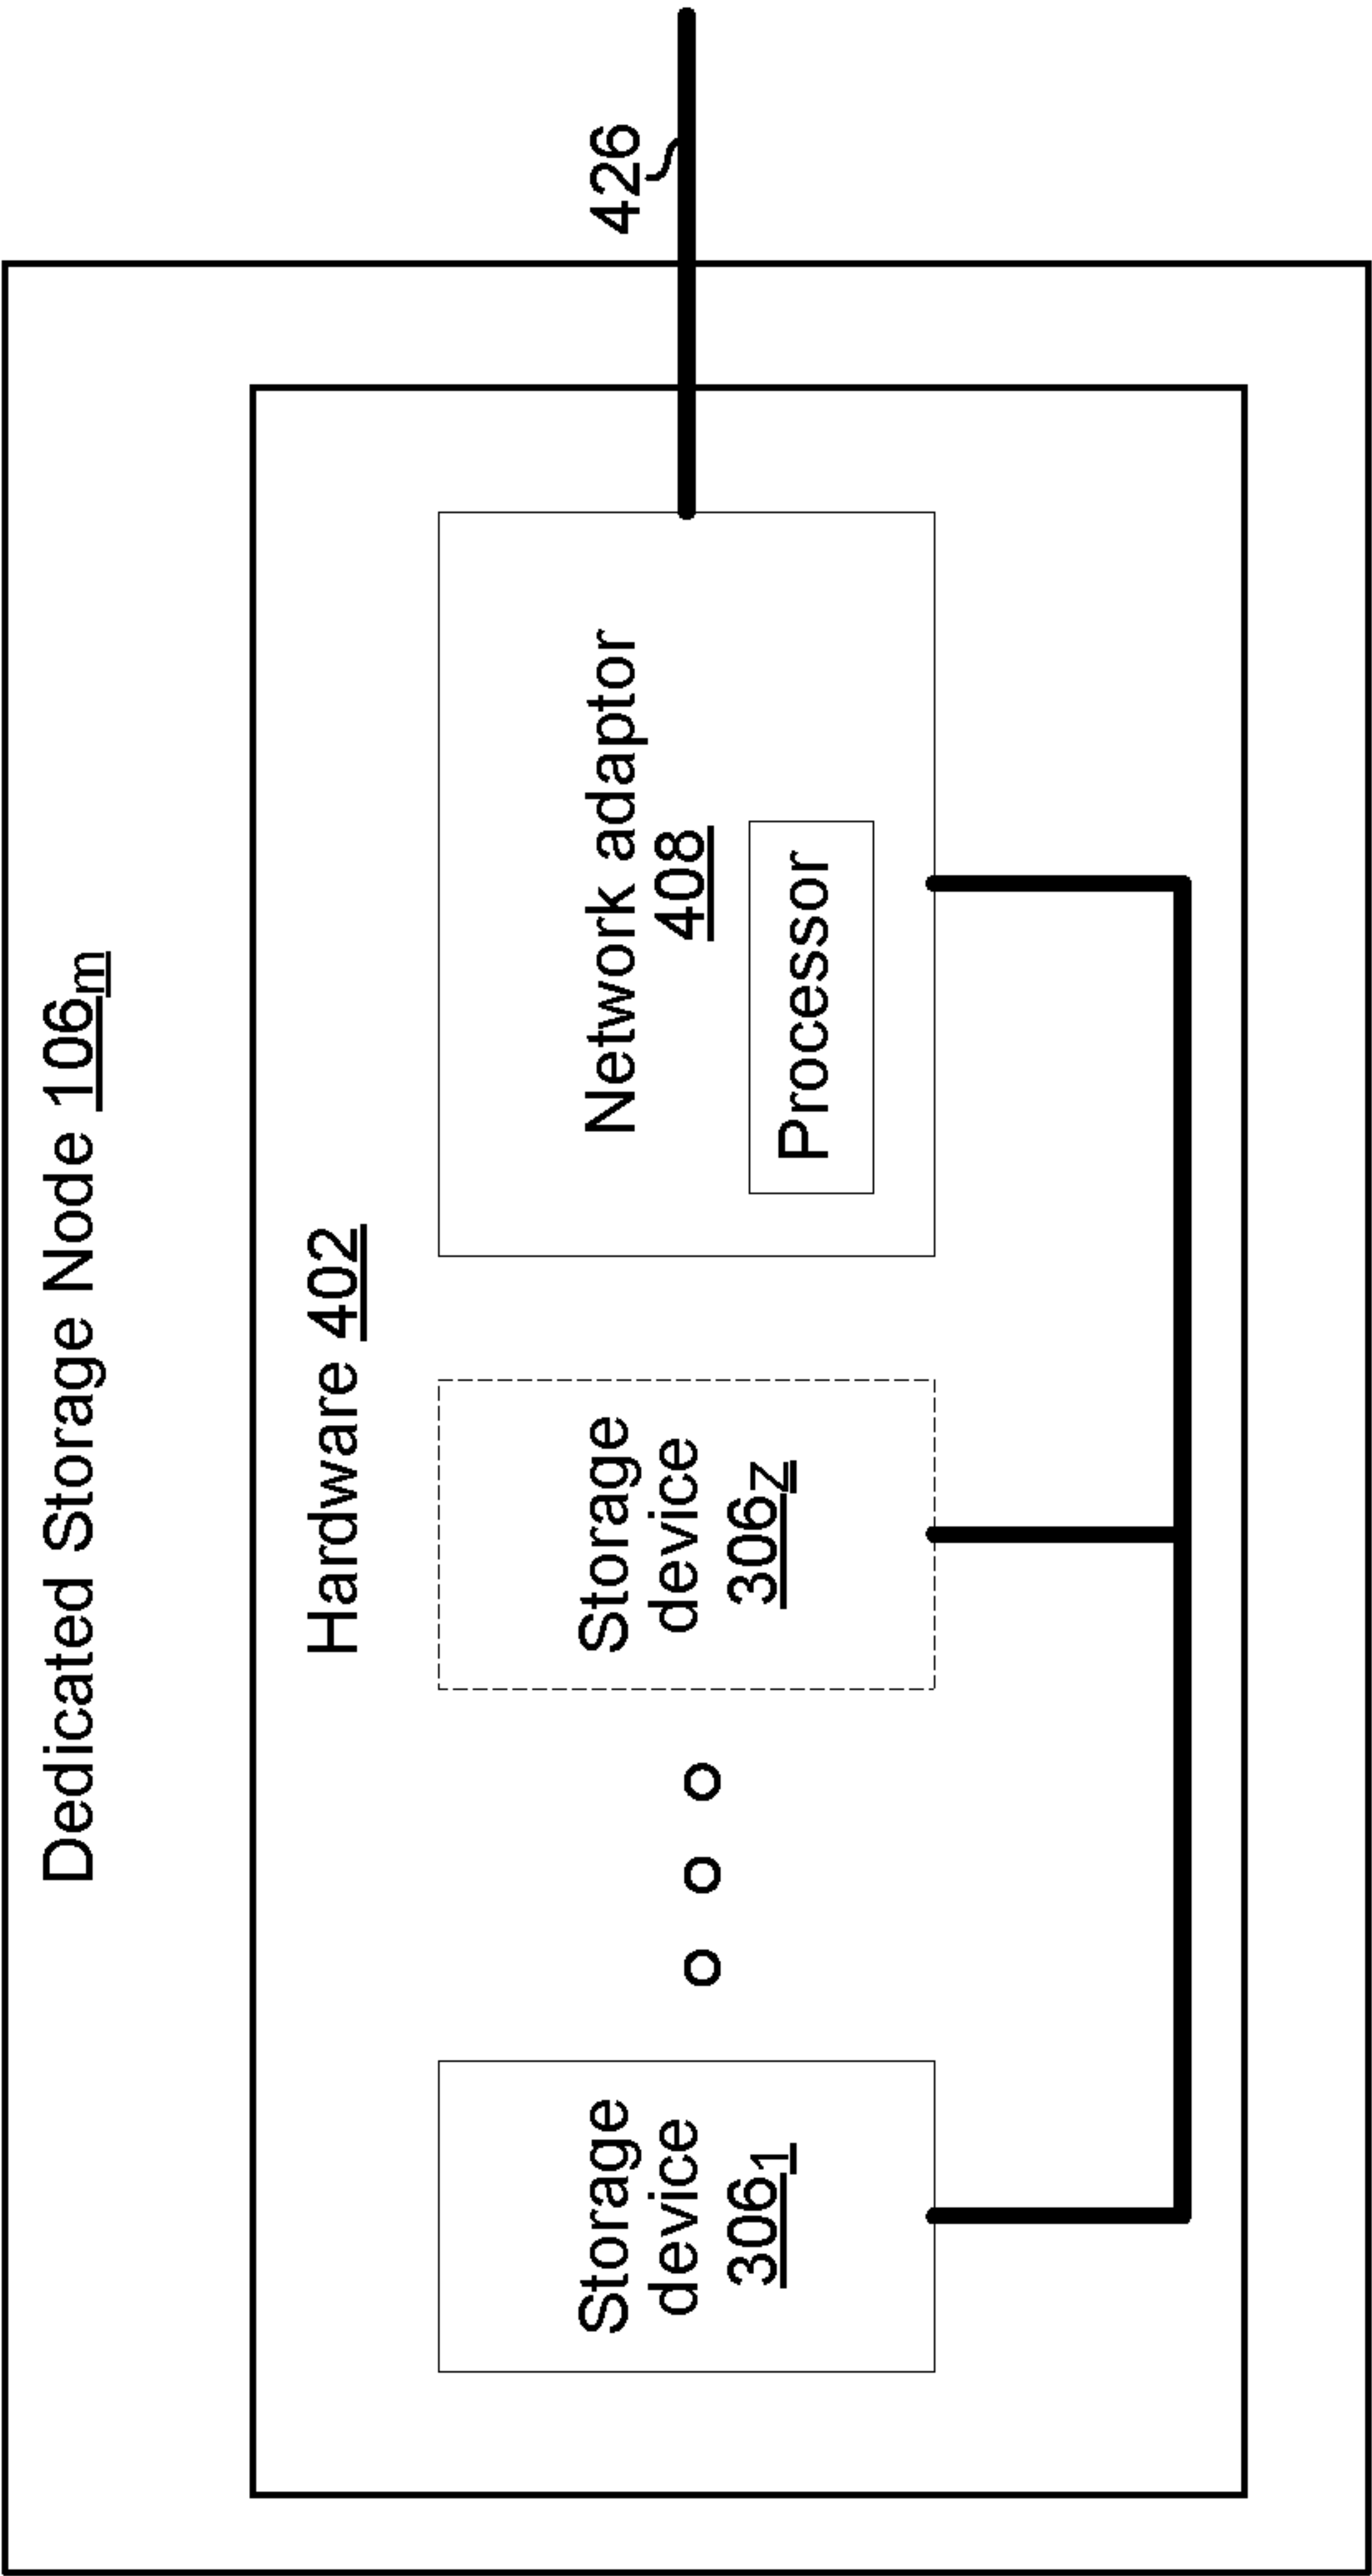 Dedicated Storage Node 106m
Hardware 402
Storage
device
306₁
Storage
device
306Z
Network adaptor
408
Processor
426